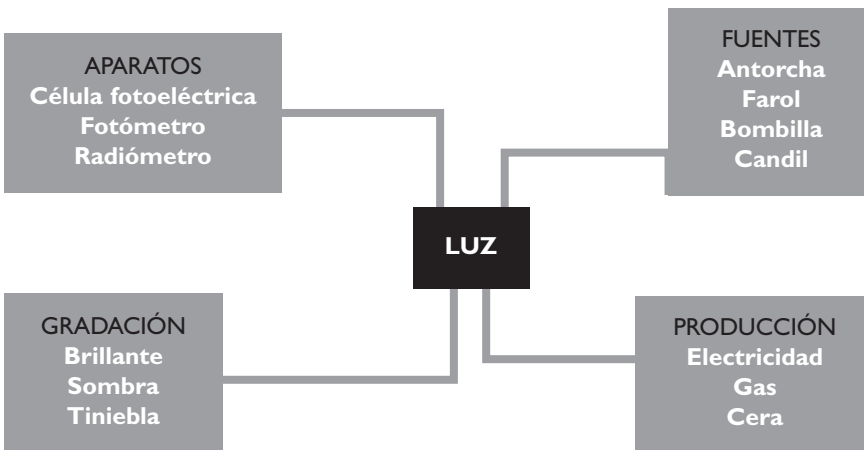 APARATOS
Célula fotoeléctrica
Fotómetro
Radiómetro
FUENTES
Antorcha
Farol
Bombilla
Candil
LUZ
GRADACIÓN
Brillante
Sombra
Tiniebla
PRODUCCIÓN
Electricidad
Gas
Cera